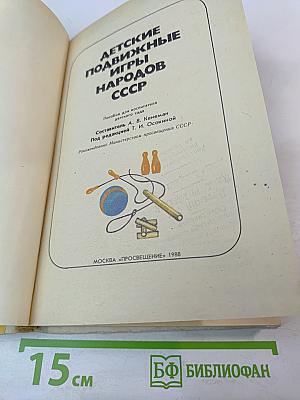 ДЕТСКИЕ
ПОДВИЖНЫЕ
ИГРЫ
НАРОДОВ
СССР
Пособие для воспитателя
детского сада
Составитель А. В. Кенеман
Под редакцией Т. И. Осокиной
Рекомендовано Министерством просвещения СССР
МОСКВА «ПРОСВЕЩЕНИЕ» 1988
15 см
БФ БИБЛИОФАН